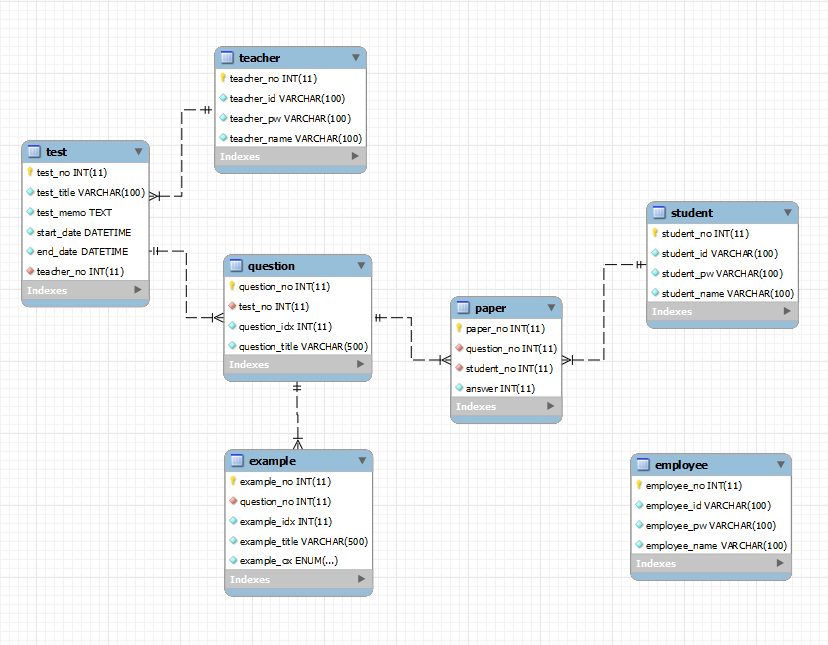 teacher
teacher_no INT(11)
teacher_id VARCHAR(100)
teacher_pw VARCHAR(100)
teacher_name VARCHAR(100)
Indexes
test
test_no INT(11)
test_title VARCHAR(100)
test_memo TEXT
start_date DATETIME
end_date DATETIME
teacher_no INT(11)
Indexes
question
question_no INT(11)
test_no INT(11)
question_idx INT(11)
question_title VARCHAR(500)
Indexes
student
student_no INT(11)
student_id VARCHAR(100)
student_pw VARCHAR(100)
student_name VARCHAR(100)
Indexes
paper
paper_no INT(11)
question_no INT(11)
student_no INT(11)
answer INT(11)
Indexes
example
example_no INT(11)
question_no INT(11)
example_idx INT(11)
example_title VARCHAR(500)
example_ox ENUM(...)
Indexes
employee
employee_no INT(11)
employee_id VARCHAR(100)
employee_pw VARCHAR(100)
employee_name VARCHAR(100)
Indexes